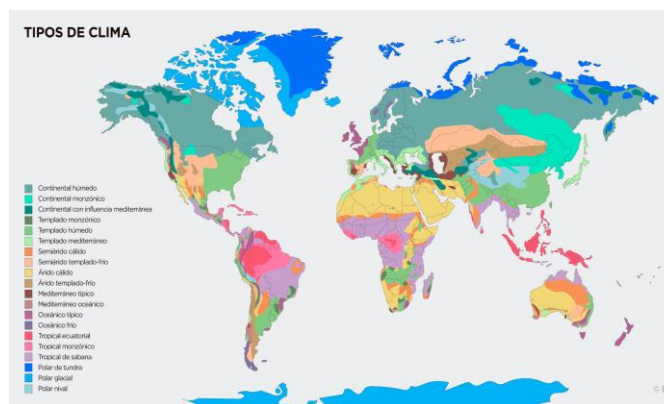 TIPOS DE CLIMA
Continental húmedo
Continental monzónico
Continental con influencia mediterránea
Templado monzónico
Templado húmedo
Templado mediterráneo
Semiárido cálido
Semiárido templado-frío
Árido cálido
Árido templado-frío
Mediterráneo típico
Mediterráneo oceánico
Oceánico típico
Oceánico frío
Tropical ecuatorial
Tropical monzónico
Tropical de sabana
Polar de tundra
Polar glacial
Polar nival
©